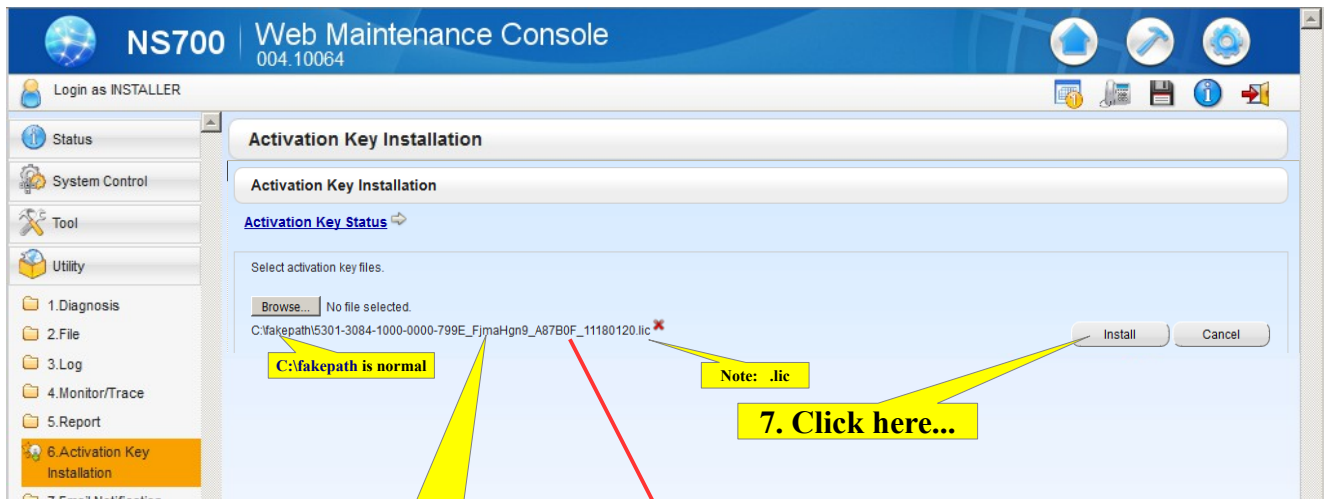 NS700 Web Maintenance Console
004.10064
Login as INSTALLER
Status
System Control
Tool
Utility
1.Diagnosis
2.File
3.Log
4.Monitor/Trace
5.Report
6.Activation Key
Installation
7.Email Notification
Activation Key Installation
Activation Key Installation
Activation Key Status
Select activation key files.
Browse... No file selected.
C:\fakepath\5301-3084-1000-0000-799E_FjmaHgn9_A87B0F_11180120.lic
Install Cancel
C:\fakepath is normal
Note: .lic
7. Click here...